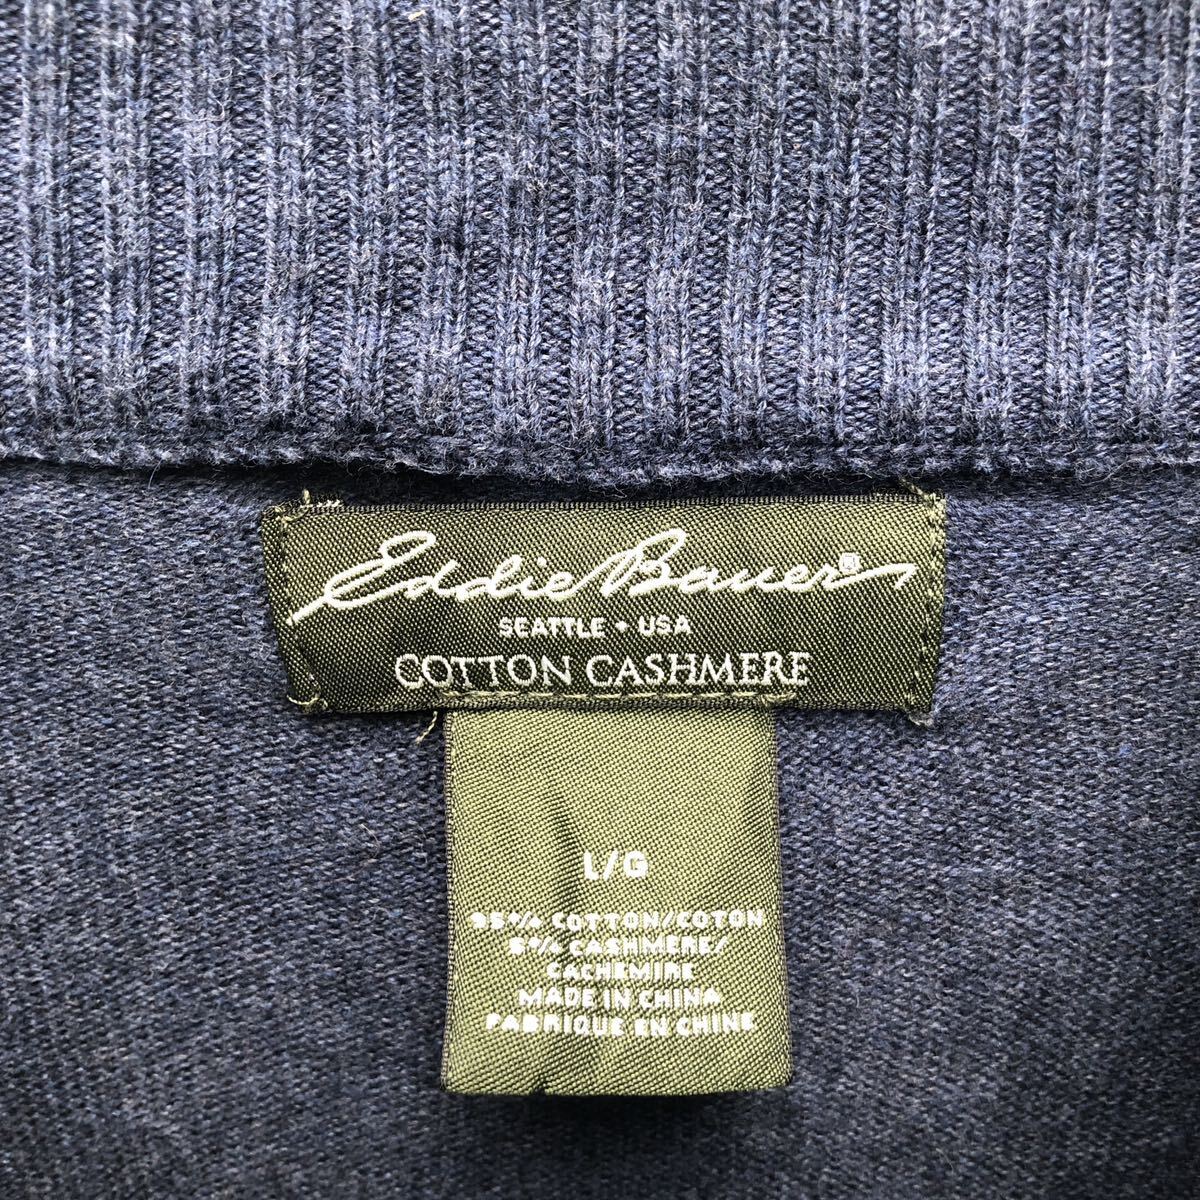 Eddie Bauer®
SEATTLE • USA
COTTON CASHMERE
L/G
95% COTTON/COTON
5% CASHMERE/
CACHEMIRE
MADE IN CHINA
FABRIQUE EN CHINE